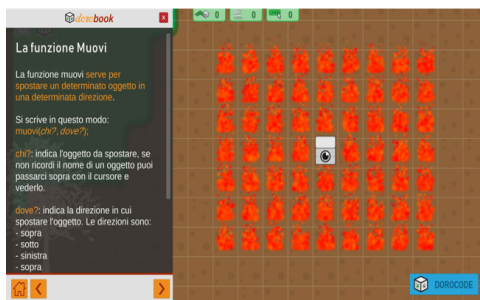 dorobook
x
0
0
0
La funzione Muovi
La funzione muovi serve per
spostare un determinato oggetto in
una determinata direzione.
Si scrive in questo modo:
muovi(chi?, dove?);
chi?: indica l'oggetto da spostare, se
non ricordi il nome di un oggetto puoi
passarci sopra con il cursore e
vederlo.
dove?: indica la direzione in cui
spostare l'oggetto. Le direzioni sono:
- sopra
- sotto
- sinistra
- sopra
DOROCODE